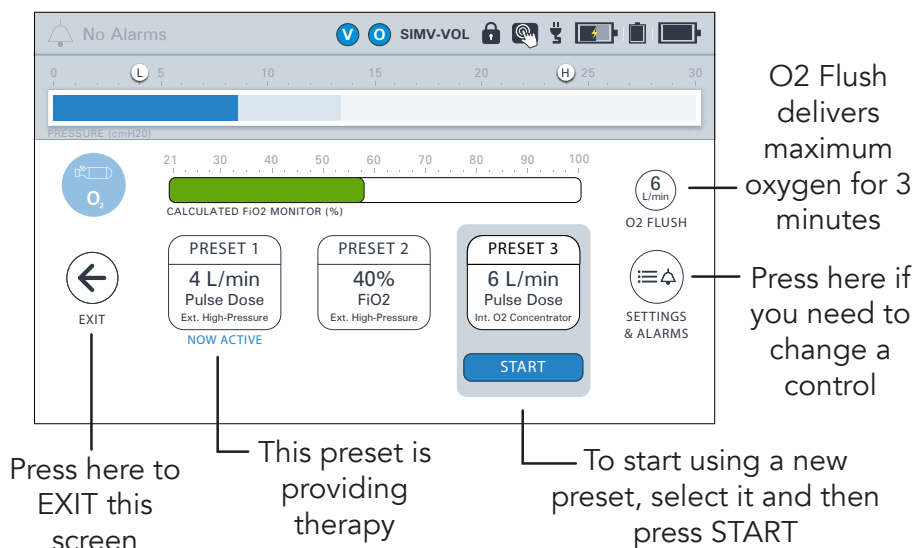 No Alarms
V O SIMV-VOL
0 L 5 10 15 20 H 25 30
PRESSURE (cmH20)
21 30 40 50 60 70 80 90 100
O2
CALCULATED FiO2 MONITOR (%)
6
L/min
O2 FLUSH
O2 Flush
delivers
maximum
oxygen for 3
minutes
PRESET 1
4 L/min
Pulse Dose
Ext. High-Pressure
NOW ACTIVE
PRESET 2
40%
FiO2
Ext. High-Pressure
PRESET 3
6 L/min
Pulse Dose
Int. O2 Concentrator
START
EXIT
SETTINGS
& ALARMS
Press here if
you need to
change a
control
Press here to
EXIT this
screen
This preset is
providing
therapy
To start using a new
preset, select it and then
press START